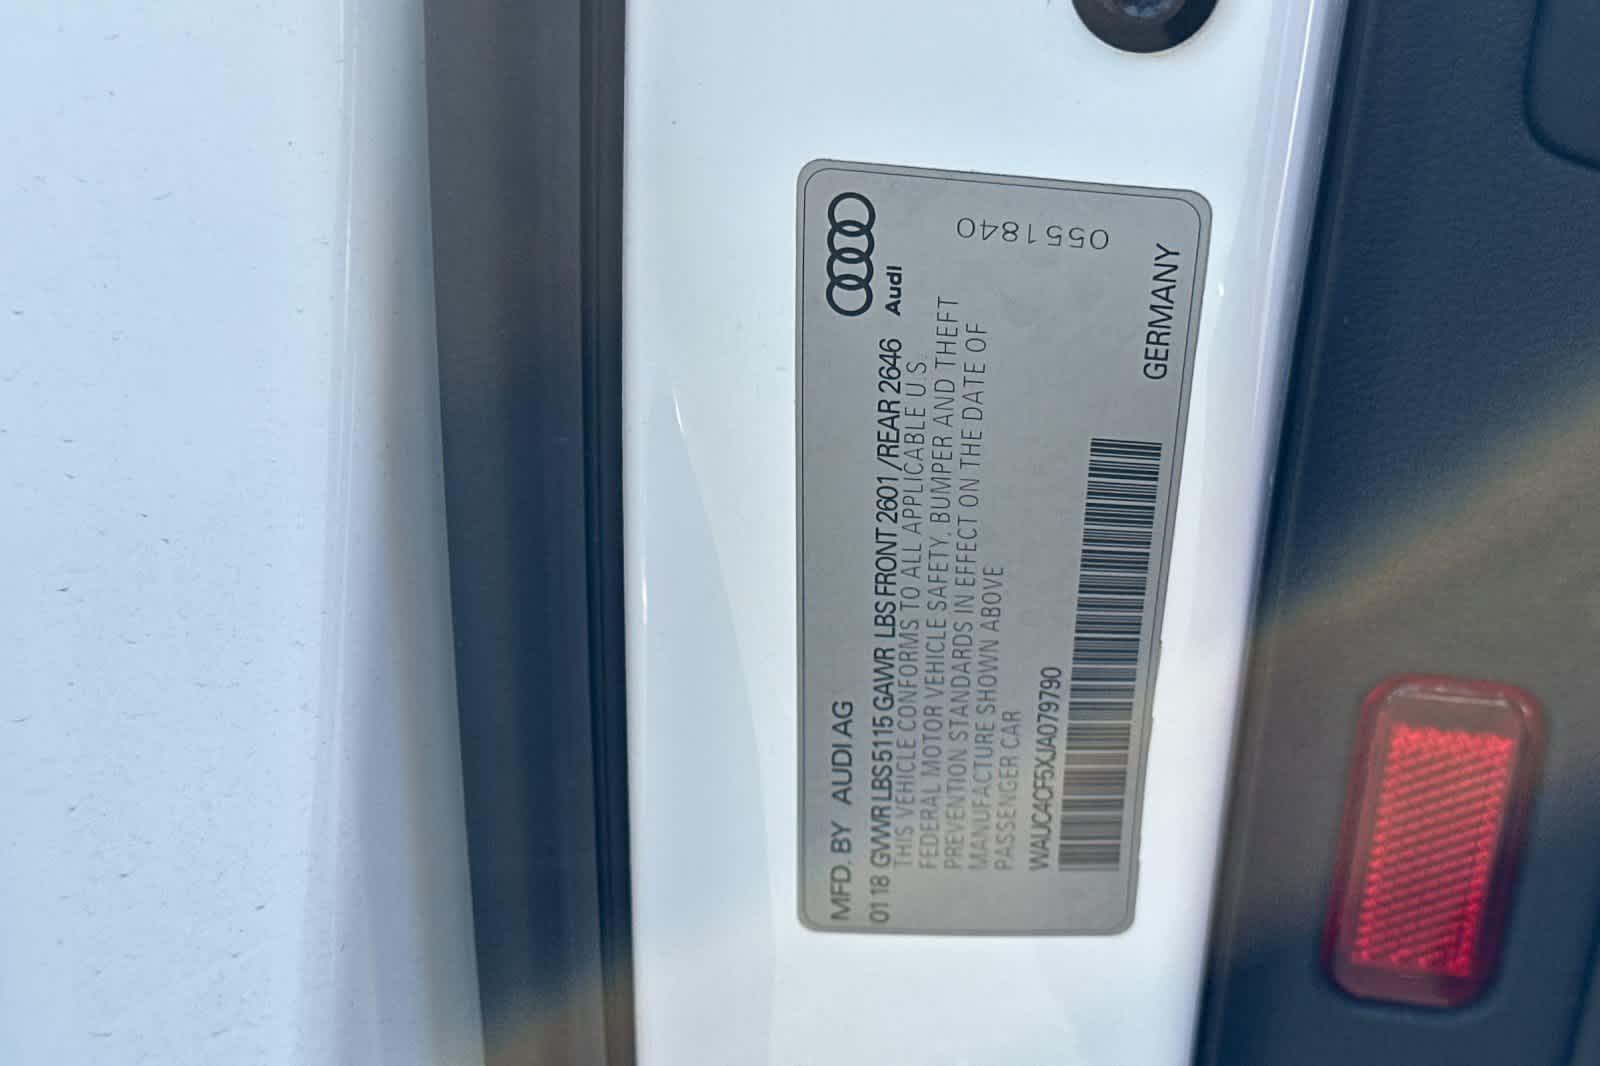 MFD. BY AUDI AG
Audi
01 18 GVWR LBS 5115 GAWR LBS FRONT 2601 / REAR 2646
THIS VEHICLE CONFORMS TO ALL APPLICABLE U.S.
FEDERAL MOTOR VEHICLE SAFETY, BUMPER AND THEFT
PREVENTION STANDARDS IN EFFECT ON THE DATE OF
MANUFACTURE SHOWN ABOVE
PASSENGER CAR
0551840
WAUC4CF5XJA079790
GERMANY